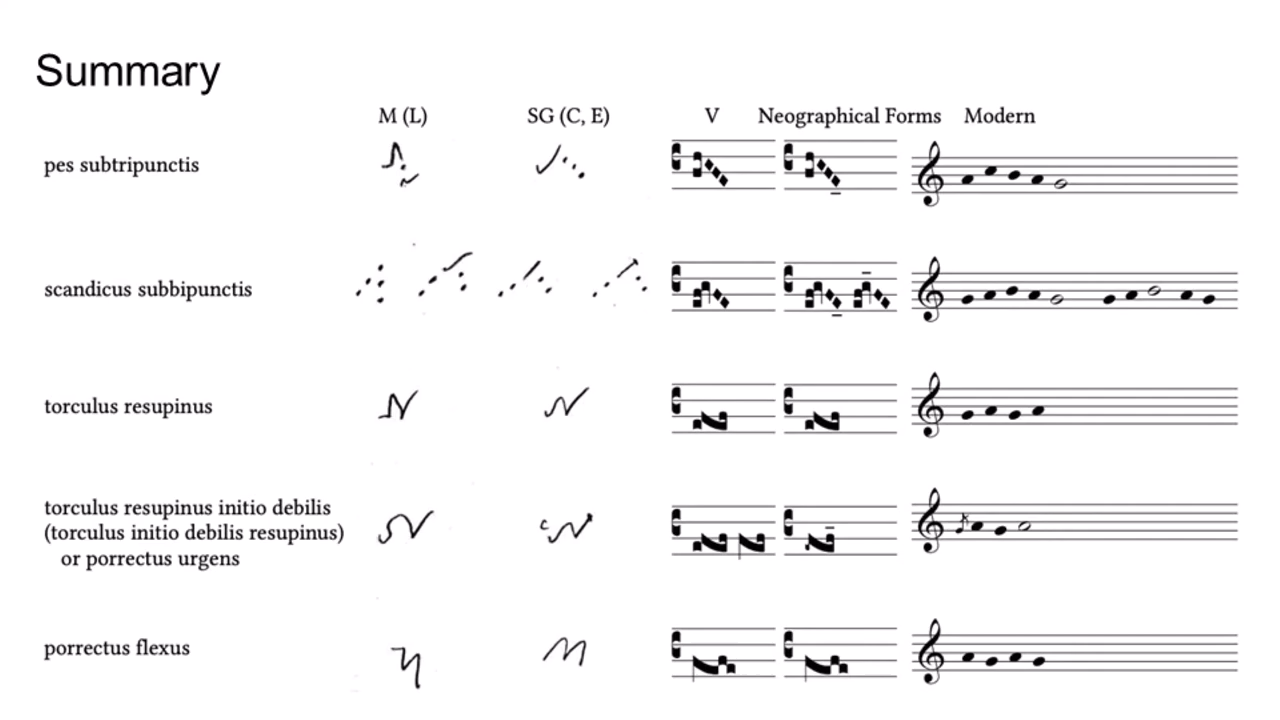 Summary
M (L) SG (C, E) V Neographical Forms Modern
pes subtripunctis
scandicus subbipunctis
torculus resupinus
torculus resupinus initio debilis
(torculus initio debilis resupinus)
or porrectus urgens
porrectus flexus